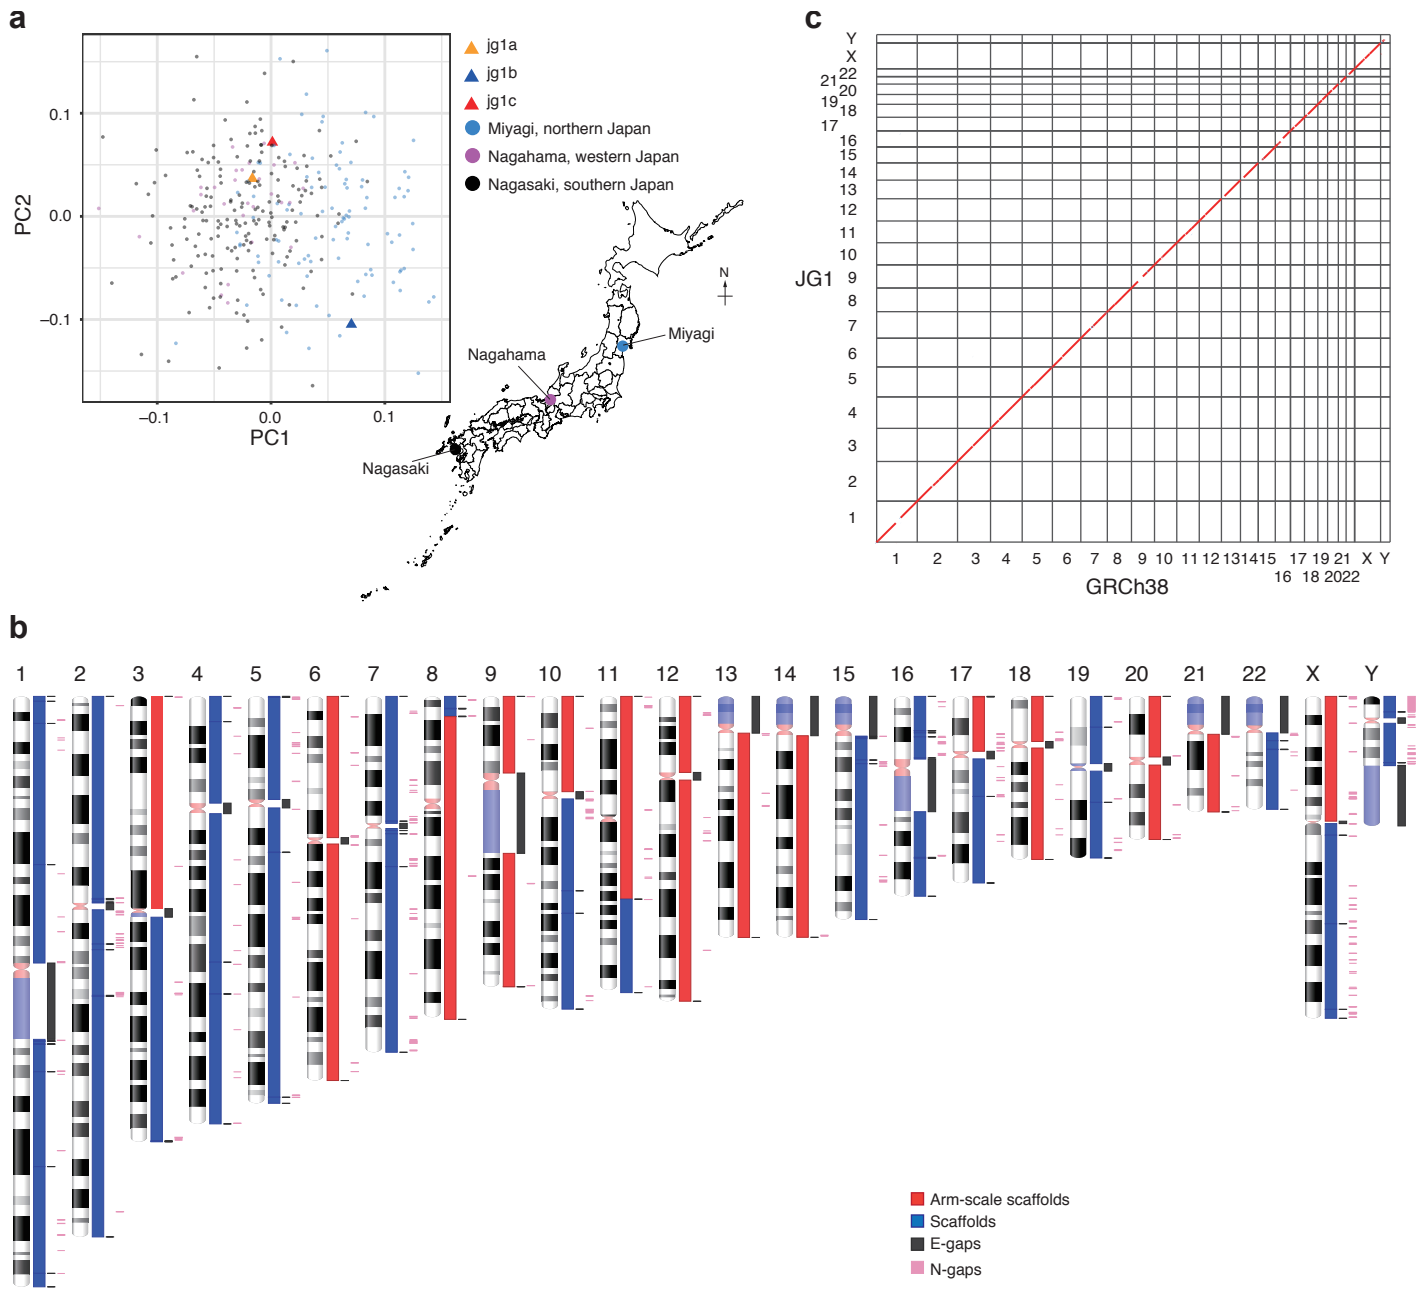 a
jg1a
jg1b
jg1c
Miyagi, northern Japan
Nagahama, western Japan
Nagasaki, southern Japan
0.1
0.0
−0.1
PC2
−0.1
0.0
0.1
PC1
N
Miyagi
Nagahama
Nagasaki
c
Y
X
22
21
20
19
18
17
16
15
14
13
12
11
10
9
8
7
6
5
4
3
2
1
JG1
1 2 3 4 5 6 7 8 9 10 11 12 13 14 15 17 19 21 X Y
16 18 20 22
GRCh38
b
1 2 3 4 5 6 7 8 9 10 11 12 13 14 15 16 17 18 19 20 21 22 X Y
Arm-scale scaffolds
Scaffolds
E-gaps
N-gaps